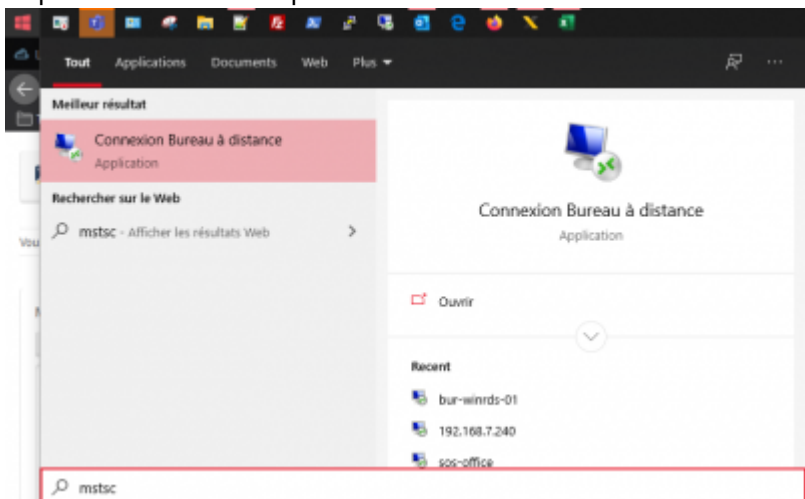 Tout Applications Documents Web Plus
Meilleur résultat
Connexion Bureau à distance
Application
Rechercher sur le Web
mstsc - Afficher les résultats Web
Connexion Bureau à distance
Application
Ouvrir
Recent
bur-winrds-01
192.168.7.240
sos-office
mstsc